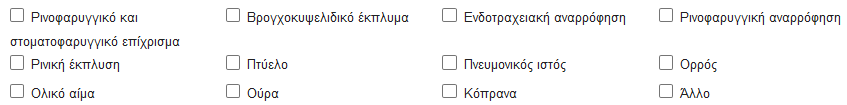 ☐ Ρινοφαρυγγικό και ☐ Βρογχοκυψελιδικό έκπλυμα ☐ Ενδοτραχειακή αναρρόφηση ☐ Ρινοφαρυγγική αναρρόφηση
στοματοφαρυγγικό επίχρισμα
☐ Ρινική έκπλυση ☐ Πτύελο ☐ Πνευμονικός ιστός ☐ Ορρός
☐ Ολικό αίμα ☐ Ούρα ☐ Κόπρανα ☐ Άλλο